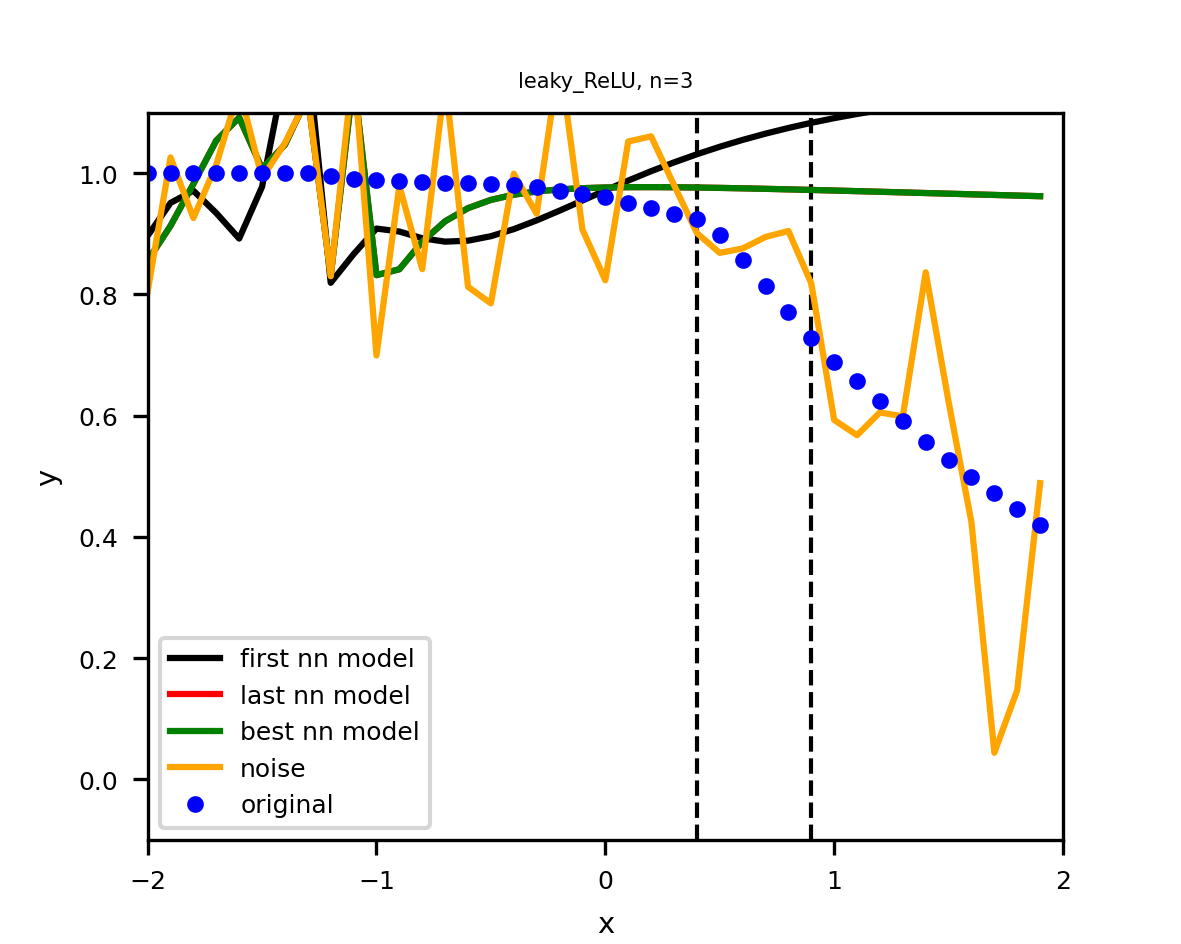 leaky_ReLU, n=3
1.0
0.8
0.6
0.4
0.2
0.0
y
first nn model
last nn model
best nn model
noise
original
−2
−1
0
1
2
x